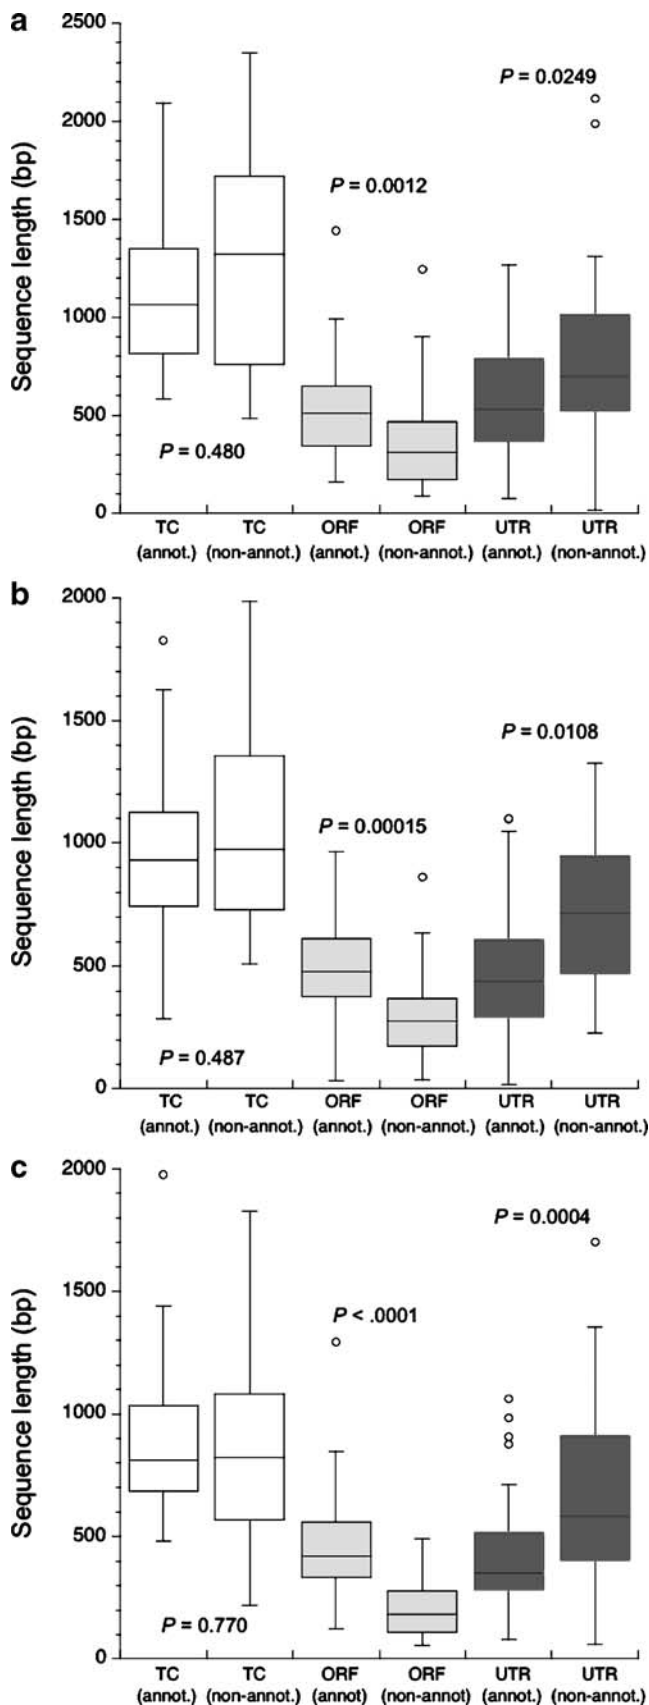 a
2500
2000
1500
1000
500
0
Sequence length (bp)
P = 0.0249
P = 0.0012
P = 0.480
TC TC ORF ORF UTR UTR
(annot.) (non-annot.) (annot.) (non-annot.) (annot.) (non-annot.)
b
2000
1500
1000
500
0
Sequence length (bp)
P = 0.0108
P = 0.00015
P = 0.487
TC TC ORF ORF UTR UTR
(annot.) (non-annot.) (annot.) (non-annot.) (annot.) (non-annot.)
c
2000
1500
1000
500
0
Sequence length (bp)
P = 0.0004
P < .0001
P = 0.770
TC TC ORF ORF UTR UTR
(annot.) (non-annot.) (annot) (non-annot) (annot.) (non-annot.)